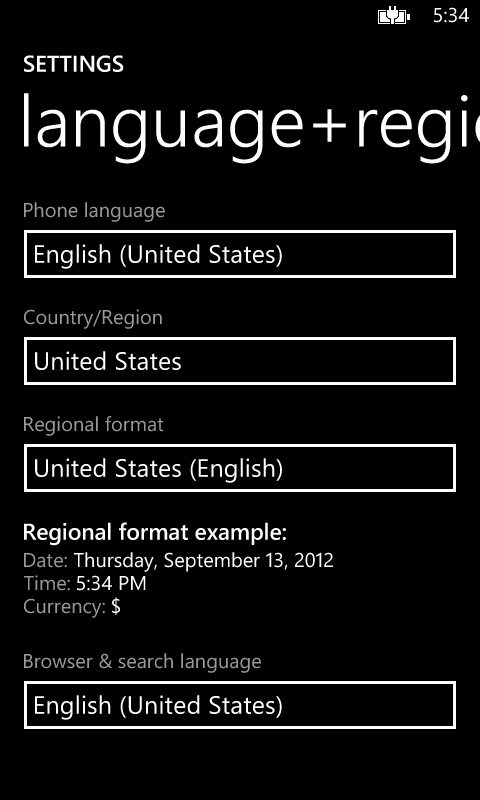 5:34
SETTINGS
language+regi
Phone language
English (United States)
Country/Region
United States
Regional format
United States (English)
Regional format example:
Date: Thursday, September 13, 2012
Time: 5:34 PM
Currency: $
Browser & search language
English (United States)